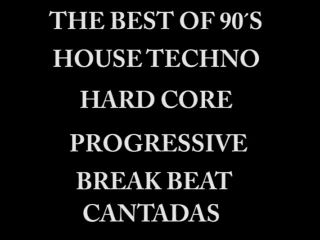 THE BEST OF 90´S
HOUSE TECHNO
HARD CORE
PROGRESSIVE
BREAK BEAT
CANTADAS